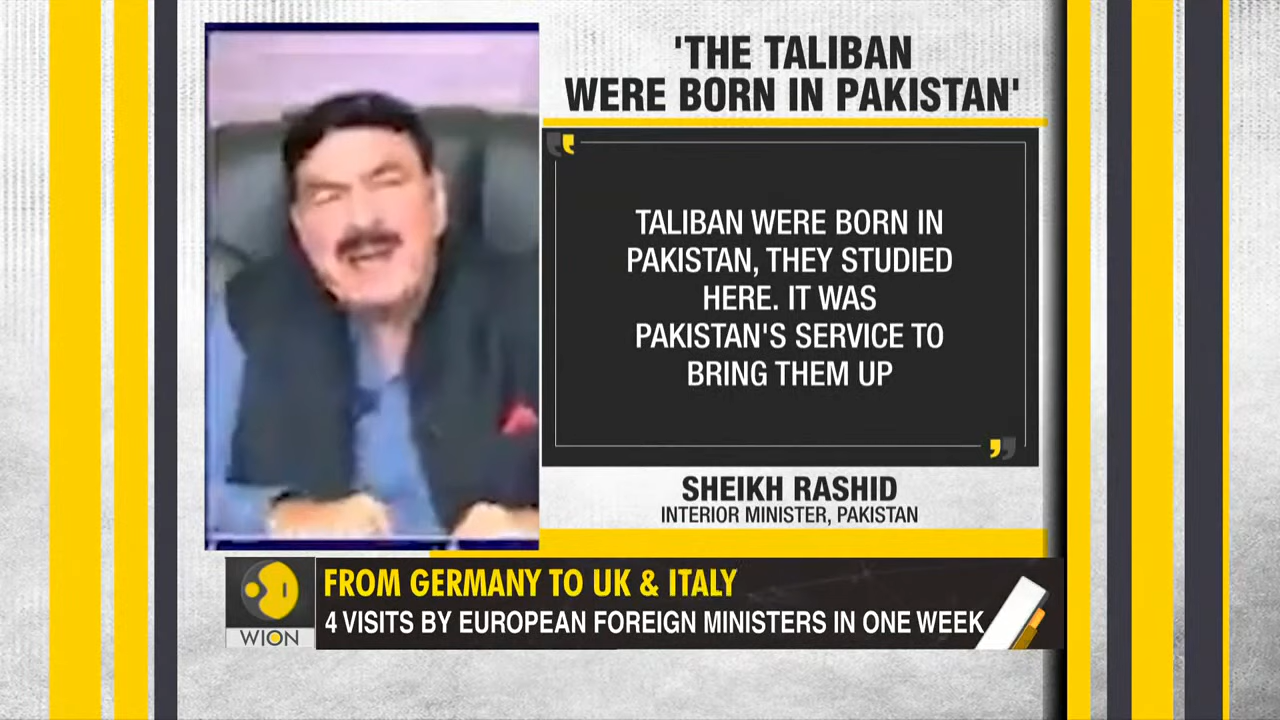 'THE TALIBAN
WERE BORN IN PAKISTAN'
TALIBAN WERE BORN IN
PAKISTAN, THEY STUDIED
HERE. IT WAS
PAKISTAN'S SERVICE TO
BRING THEM UP
SHEIKH RASHID
INTERIOR MINISTER, PAKISTAN
WION
FROM GERMANY TO UK & ITALY
4 VISITS BY EUROPEAN FOREIGN MINISTERS IN ONE WEEK